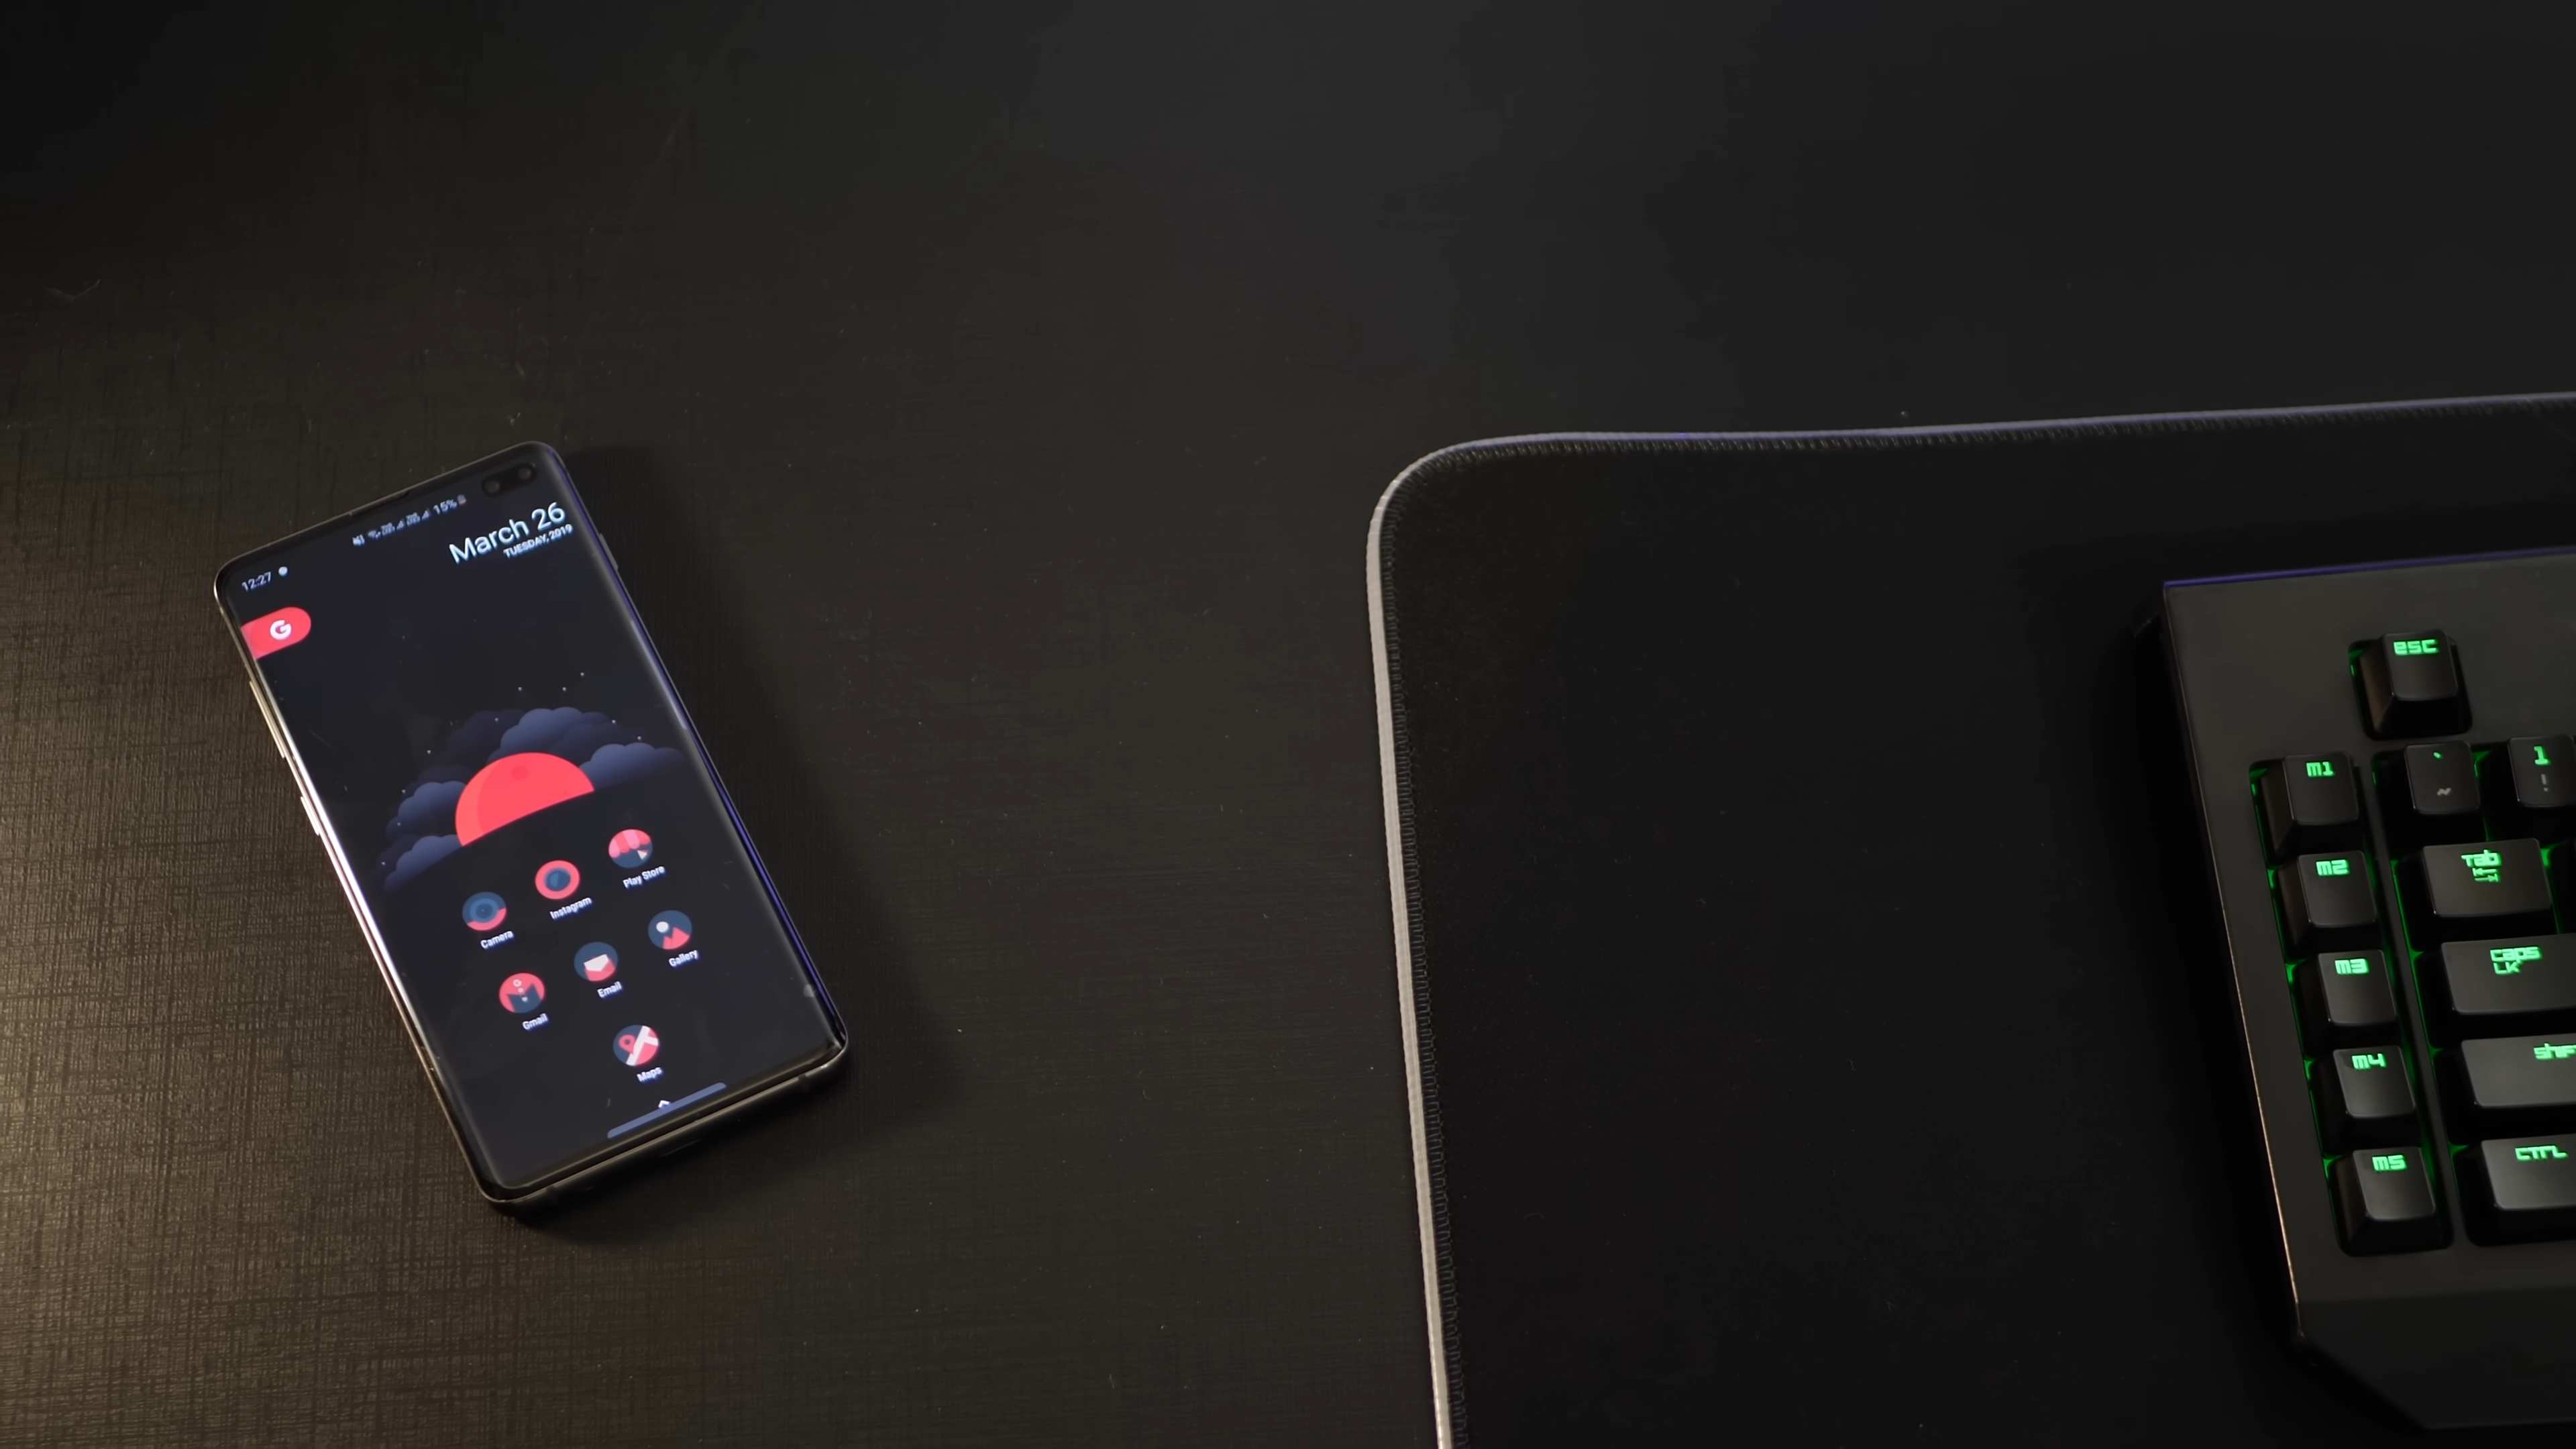 15%
12:27
March 26
TUESDAY, 2019
G
Camera
Instagram
Play Store
Gmail
Email
Gallery
Maps
esc
m1
` ~
1 !
m2
Tab
m3
caps
LK
m4
m5
CTRL